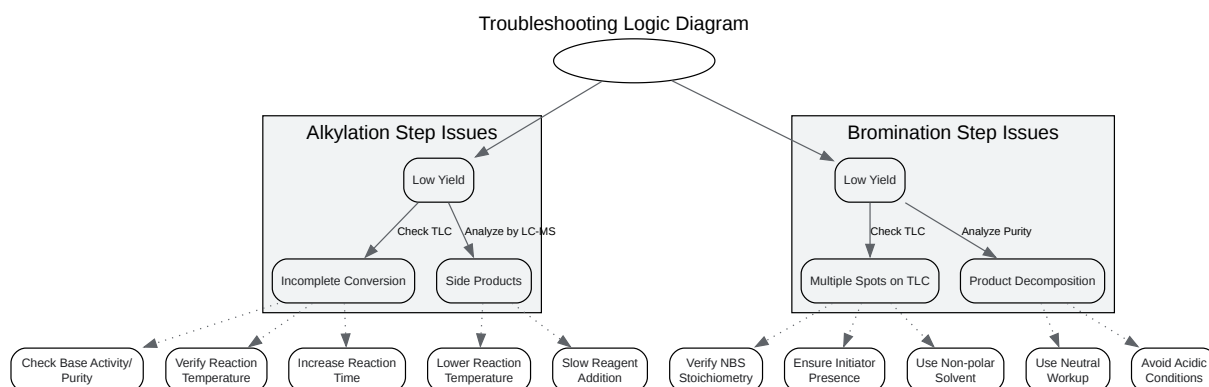 Troubleshooting Logic Diagram
Alkylation Step Issues
Bromination Step Issues
Low Yield
Low Yield
Check TLC
Analyze by LC-MS
Check TLC
Analyze Purity
Incomplete Conversion
Side Products
Multiple Spots on TLC
Product Decomposition
Check Base Activity/
Purity
Verify Reaction
Temperature
Increase Reaction
Time
Lower Reaction
Temperature
Slow Reagent
Addition
Verify NBS
Stoichiometry
Ensure Initiator
Presence
Use Non-polar
Solvent
Use Neutral
Workup
Avoid Acidic
Conditions